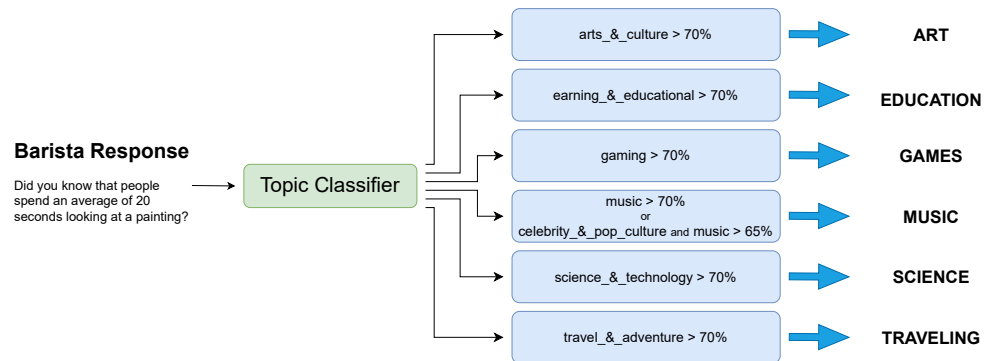 arts_&_culture > 70%
ART
earning_&_educational > 70%
EDUCATION
Barista Response
Did you know that people
spend an average of 20
seconds looking at a painting?
Topic Classifier
gaming > 70%
GAMES
music > 70%
or
celebrity_&_pop_culture and music > 65%
MUSIC
science_&_technology > 70%
SCIENCE
travel_&_adventure > 70%
TRAVELING